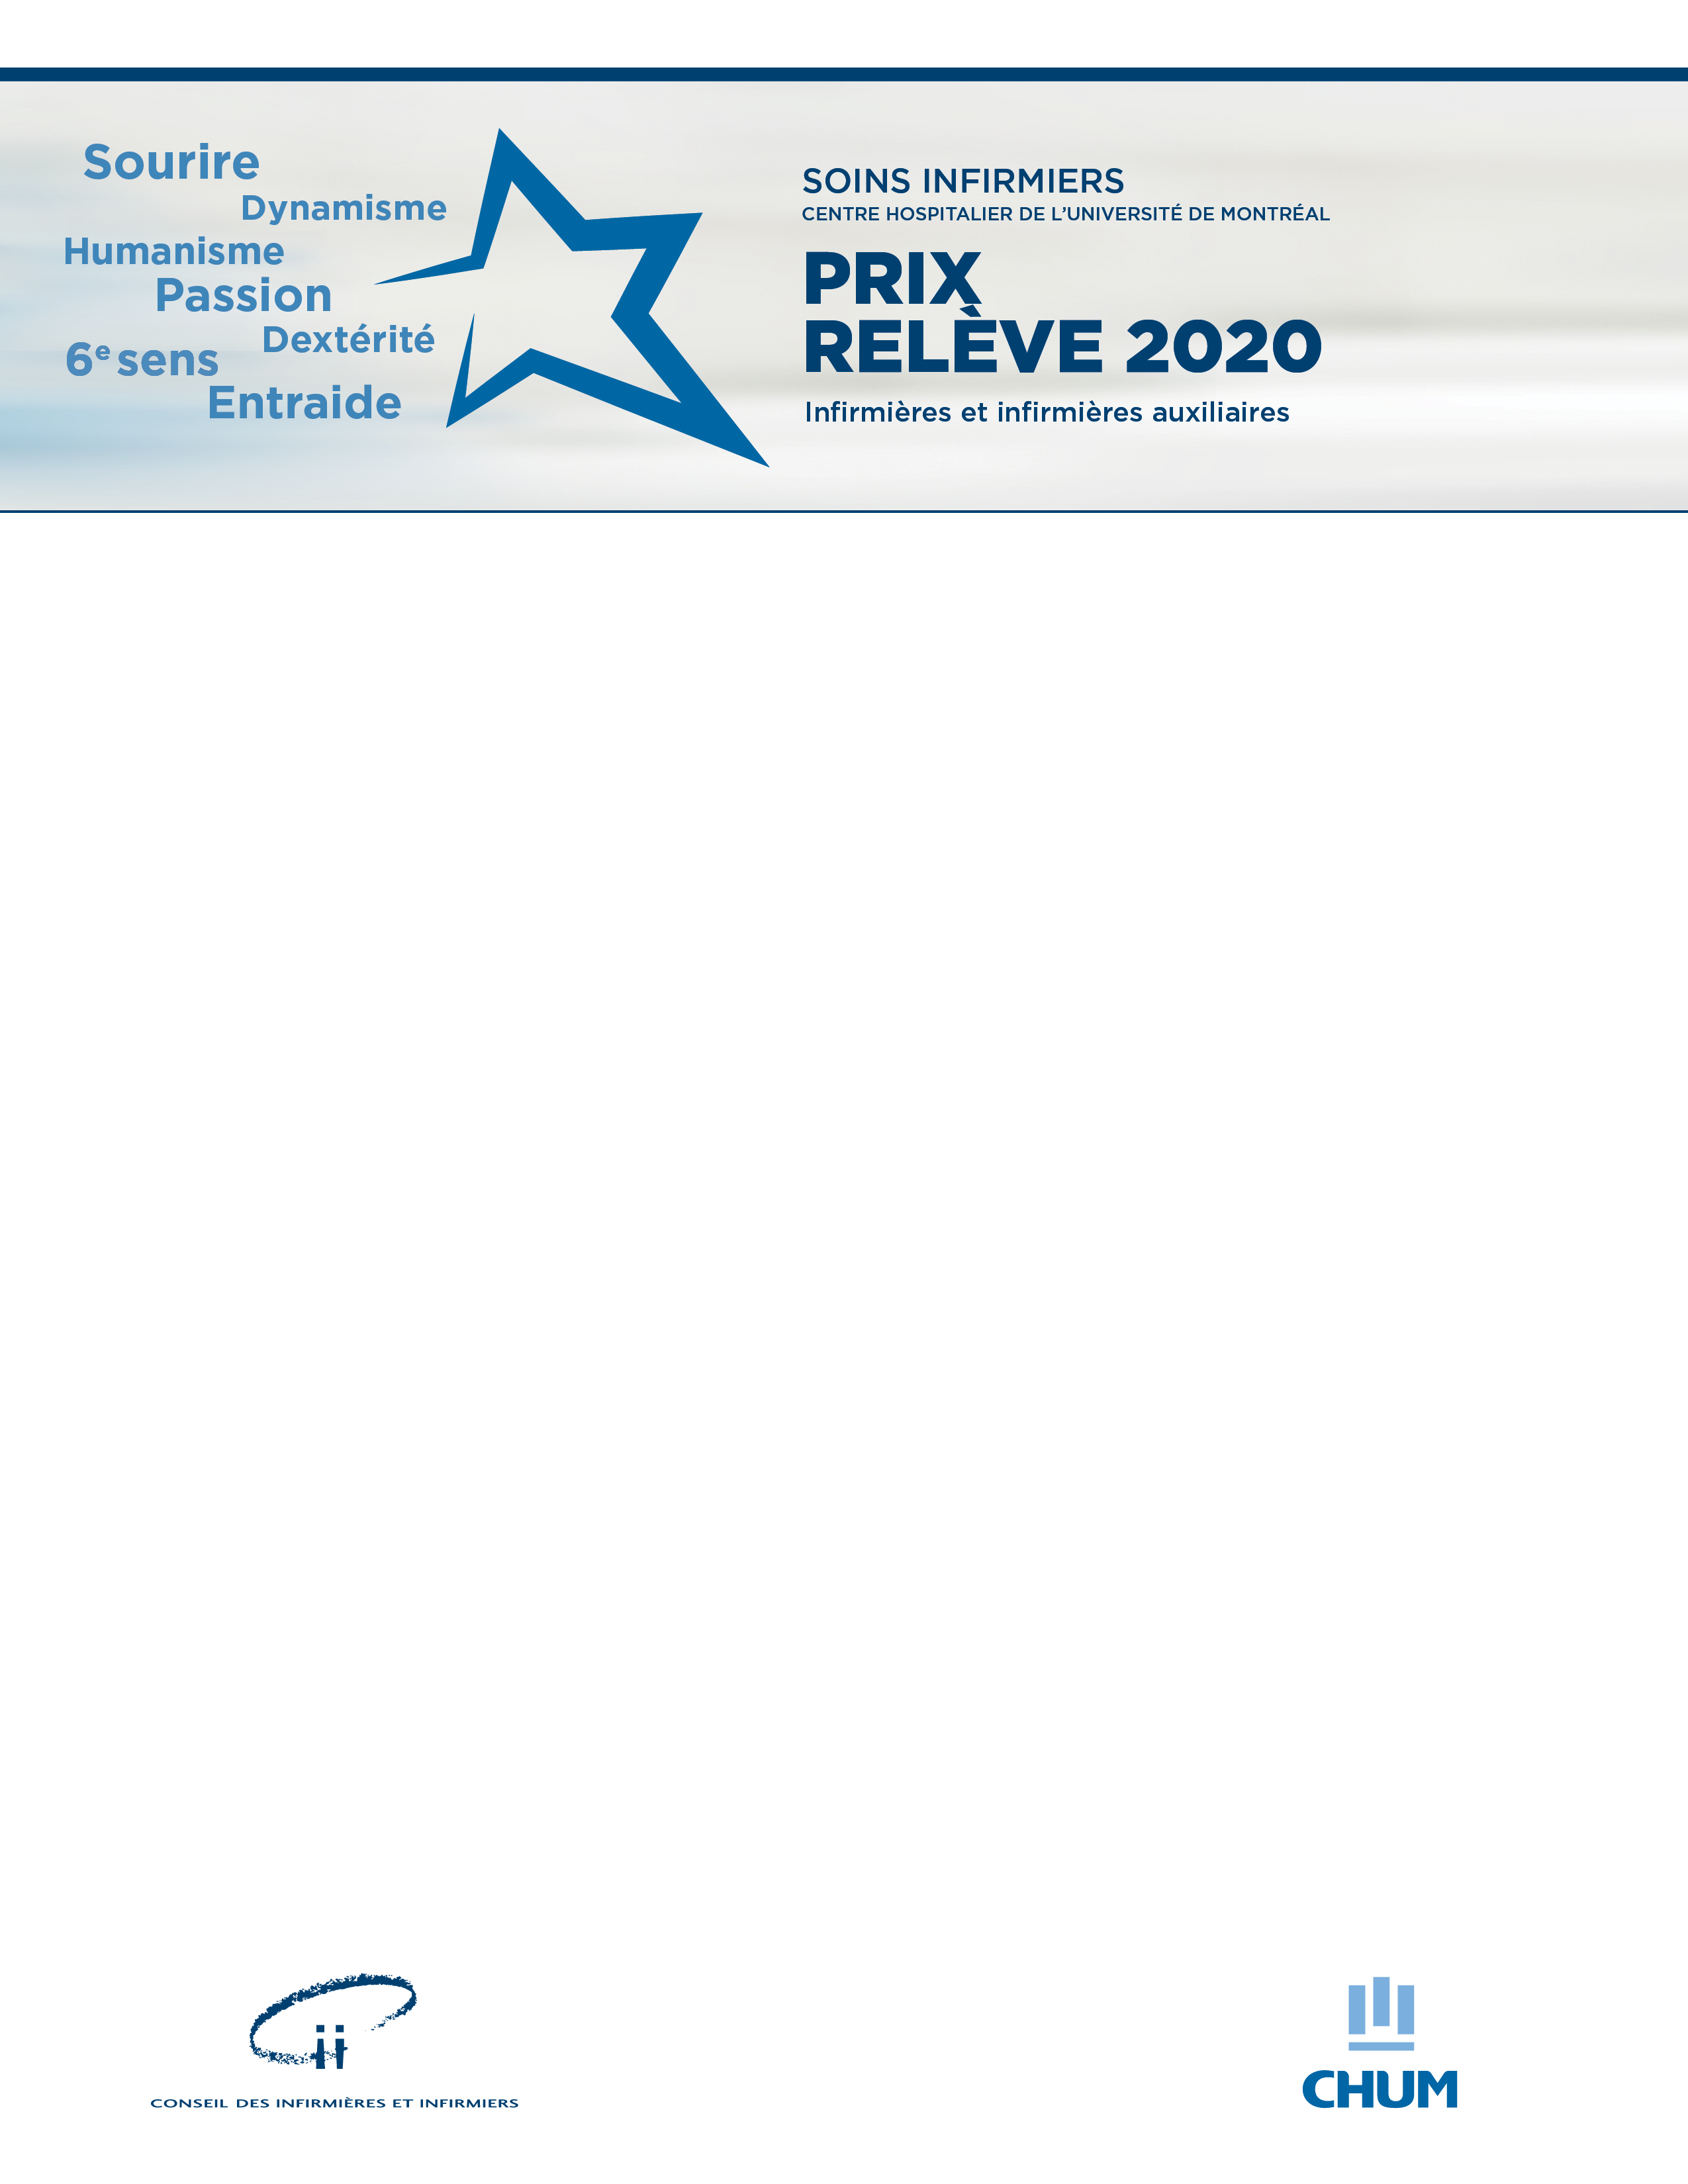 Sourire
Dynamisme
Humanisme
Passion
Dextérité
6e sens
Entraide
SOINS INFIRMIERS
CENTRE HOSPITALIER DE L’UNIVERSITÉ DE MONTRÉAL
PRIX
RELÈVE 2020
Infirmières et infirmières auxiliaires
cii
CONSEIL DES INFIRMIÈRES ET INFIRMIERS
CHUM